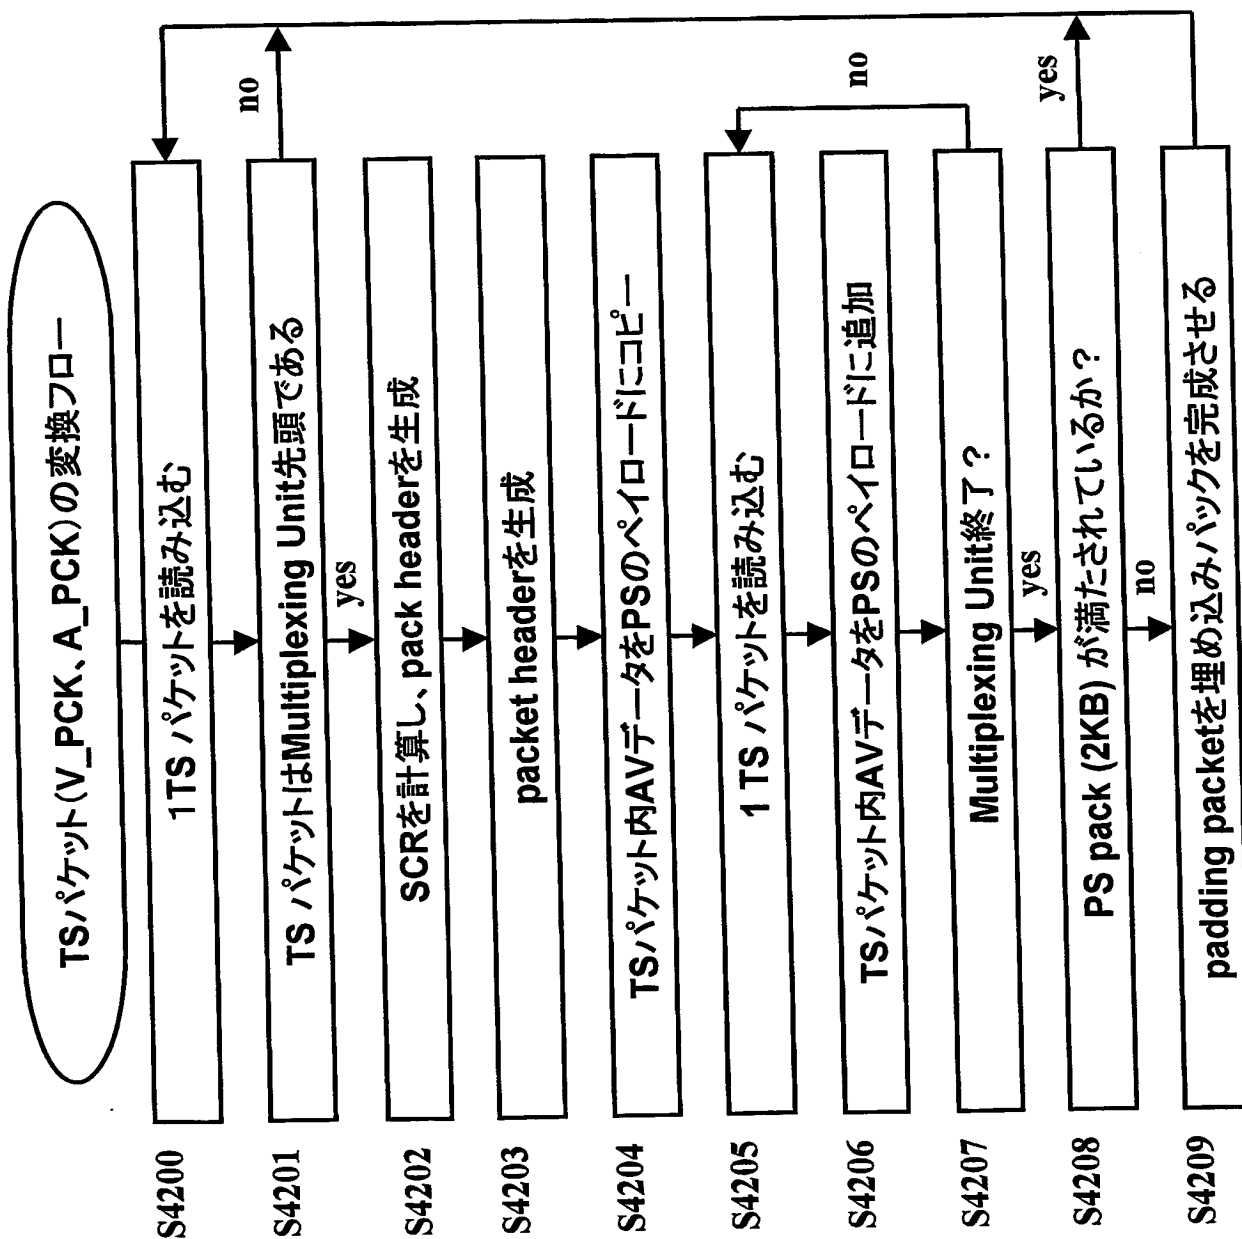 TSパケット(V_PCK、A_PCK)の変換フロー
S4200
1TS パケットを読み込む
S4201
TS パケットはMultiplexing Unit先頭である
no
yes
S4202
SCRを計算し、pack headerを生成
S4203
packet headerを生成
S4204
TSパケット内AVデータをPSのペイロードにコピー
S4205
1 TS パケットを読み込む
S4206
TSパケット内AVデータをPSのペイロードに追加
no
S4207
Multiplexing Unit終了？
yes
S4208
PS pack (2KB) が満たされているか？
yes
no
S4209
padding packetを埋め込みパックを完成させる